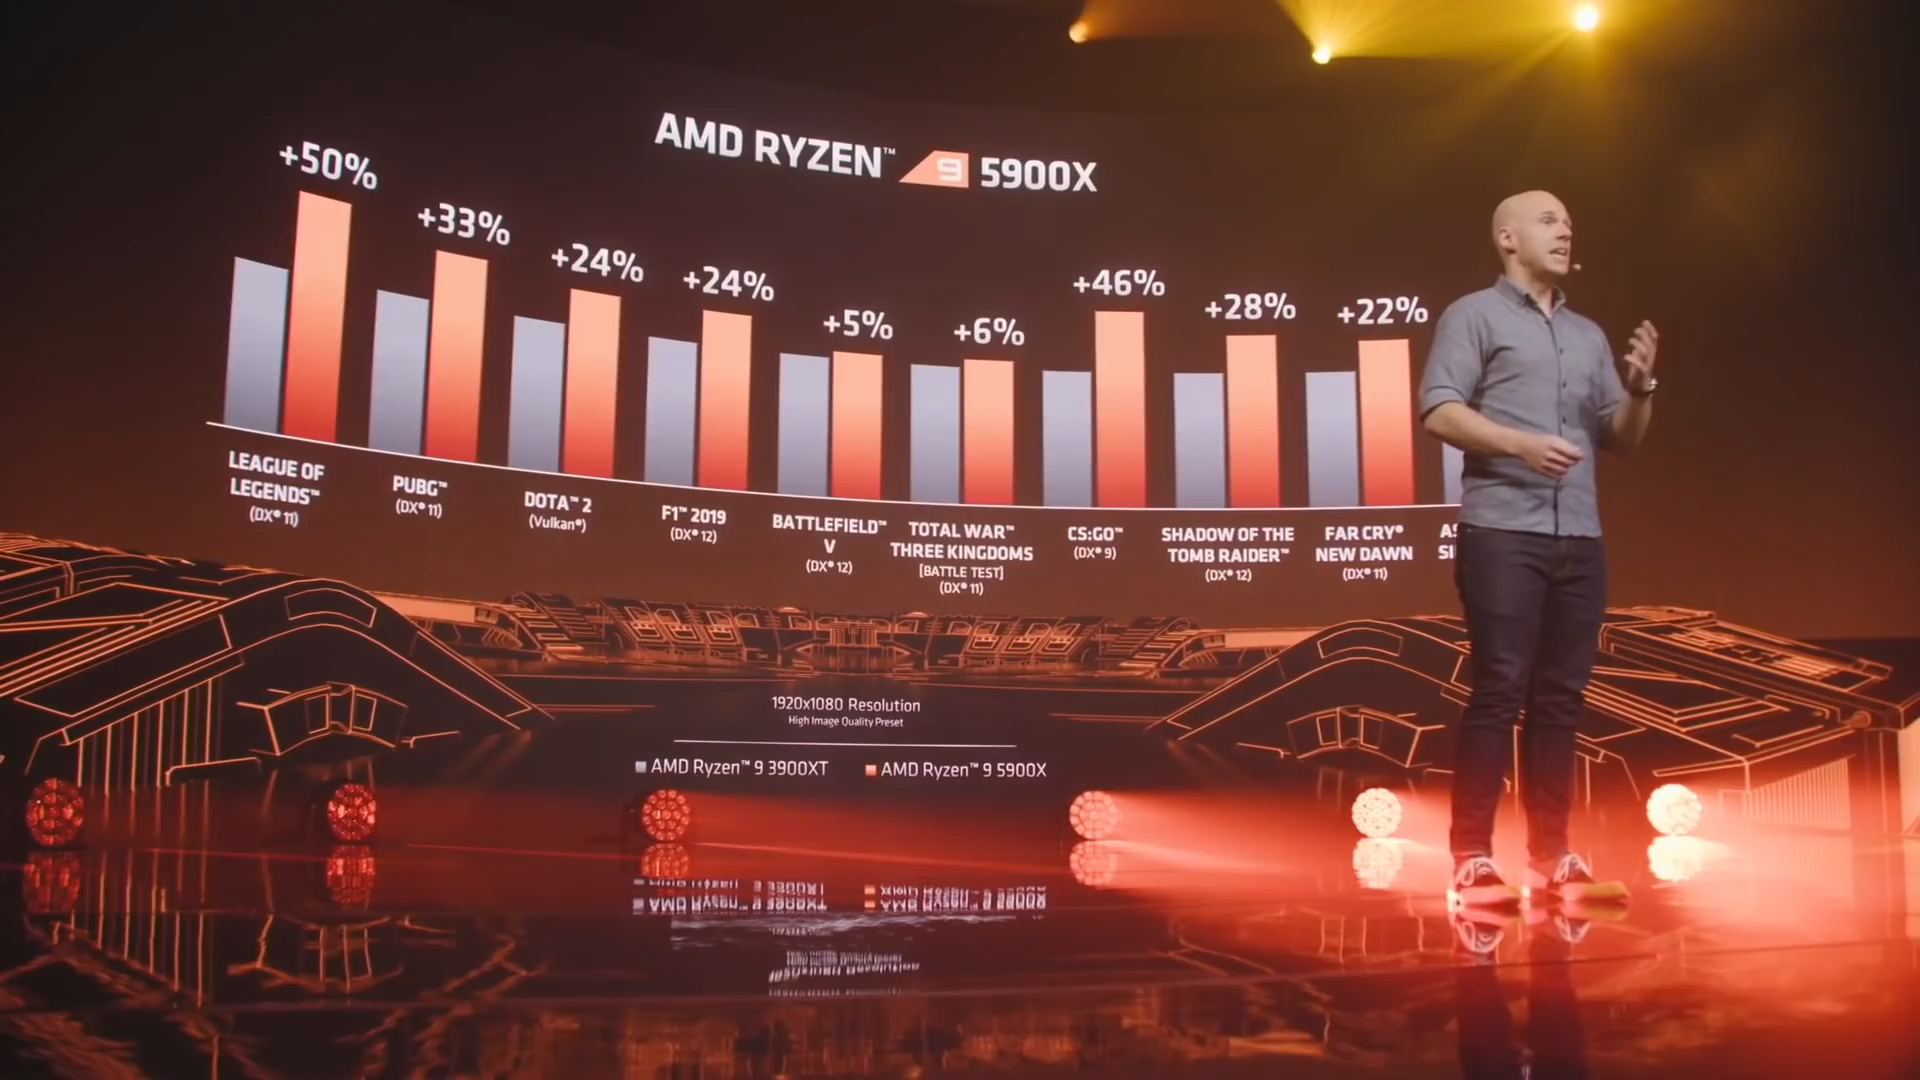 AMD RYZEN™ 9 5900X
+50%
+33%
+24%
+24%
+5%
+6%
+46%
+28%
+22%
LEAGUE OF
LEGENDS™
(DX® 11)
PUBG™
(DX® 11)
DOTA™ 2
(Vulkan®)
F1™ 2019
(DX® 12)
BATTLEFIELD™
V
(DX® 12)
TOTAL WAR™
THREE KINGDOMS
[BATTLE TEST]
(DX® 11)
CS:GO™
(DX® 9)
SHADOW OF THE
TOMB RAIDER™
(DX® 12)
FAR CRY®
NEW DAWN
(DX® 11)
1920x1080 Resolution
High Image Quality Preset
AMD Ryzen™ 9 3900XT
AMD Ryzen™ 9 5900X